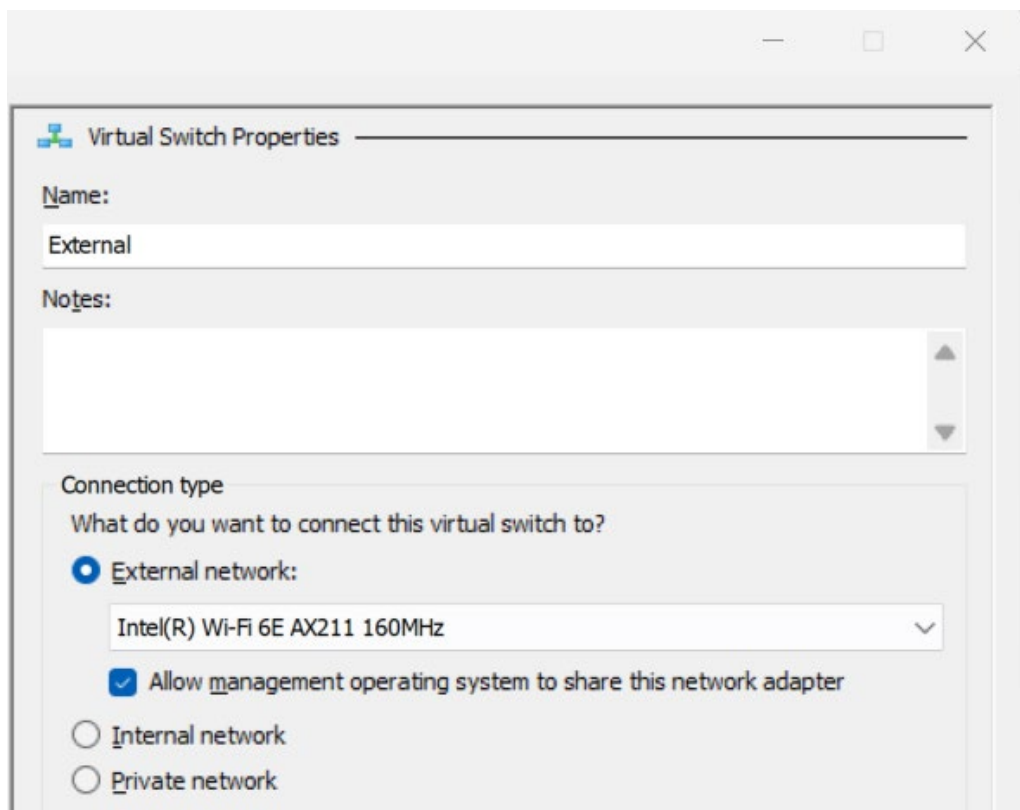 Virtual Switch Properties
Name:
External
Notes:
Connection type
What do you want to connect this virtual switch to?
External network:
Intel(R) Wi-Fi 6E AX211 160MHz
Allow management operating system to share this network adapter
Internal network
Private network